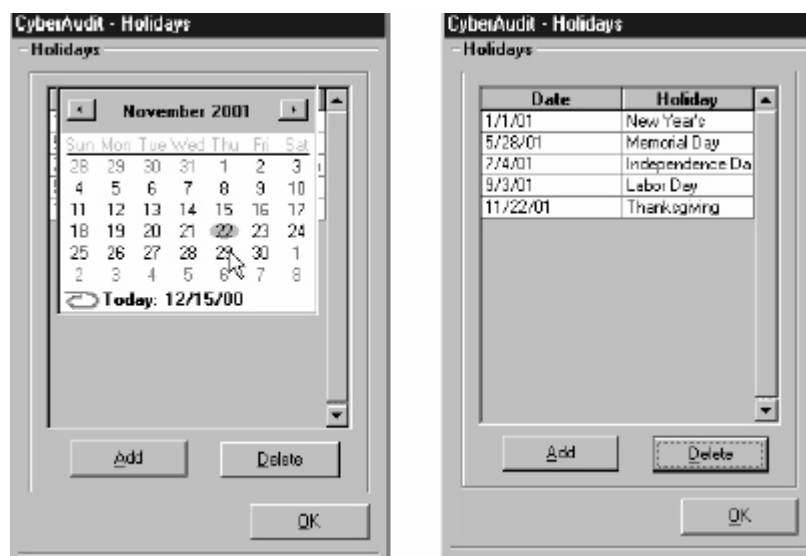 CyberAudit - Holidays
Holidays
November 2001
Sun Mon Tue Wed Thu Fri Sat
28 29 30 31 1 2 3
4 5 6 7 8 9 10
11 12 13 14 15 16 17
18 19 20 21 22 23 24
25 26 27 28 29 30 1
2 3 4 5 6 7 8
Today: 12/15/00
Add Delete
OK
CyberAudit - Holidays
Holidays
Date Holiday
1/1/01 New Year's
5/28/01 Memorial Day
7/4/01 Independence Da
9/3/01 Labor Day
11/22/01 Thanksgiving
Add Delete
OK